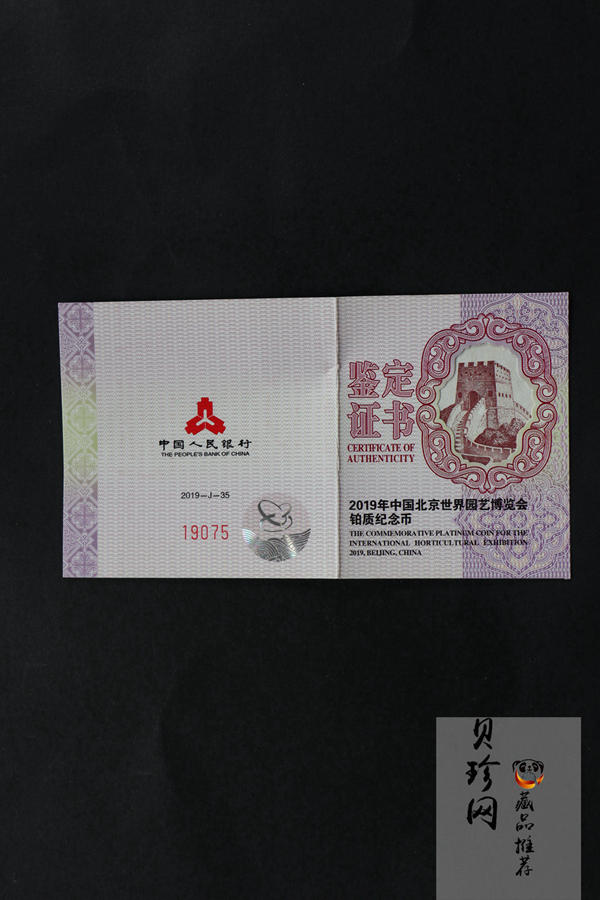 中国人民银行
THE PEOPLE'S BANK OF CHINA
2019—J—35
19075
鉴定
证书
CERTIFICATE OF
AUTHENTICITY
2019年中国北京世界园艺博览会
铂质纪念币
THE COMMEMORATIVE PLATINUM COIN FOR THE
INTERNATIONAL HORTICULTURAL EXHIBITION
2019, BEIJING, CHINA
贝珍网
藏品推荐